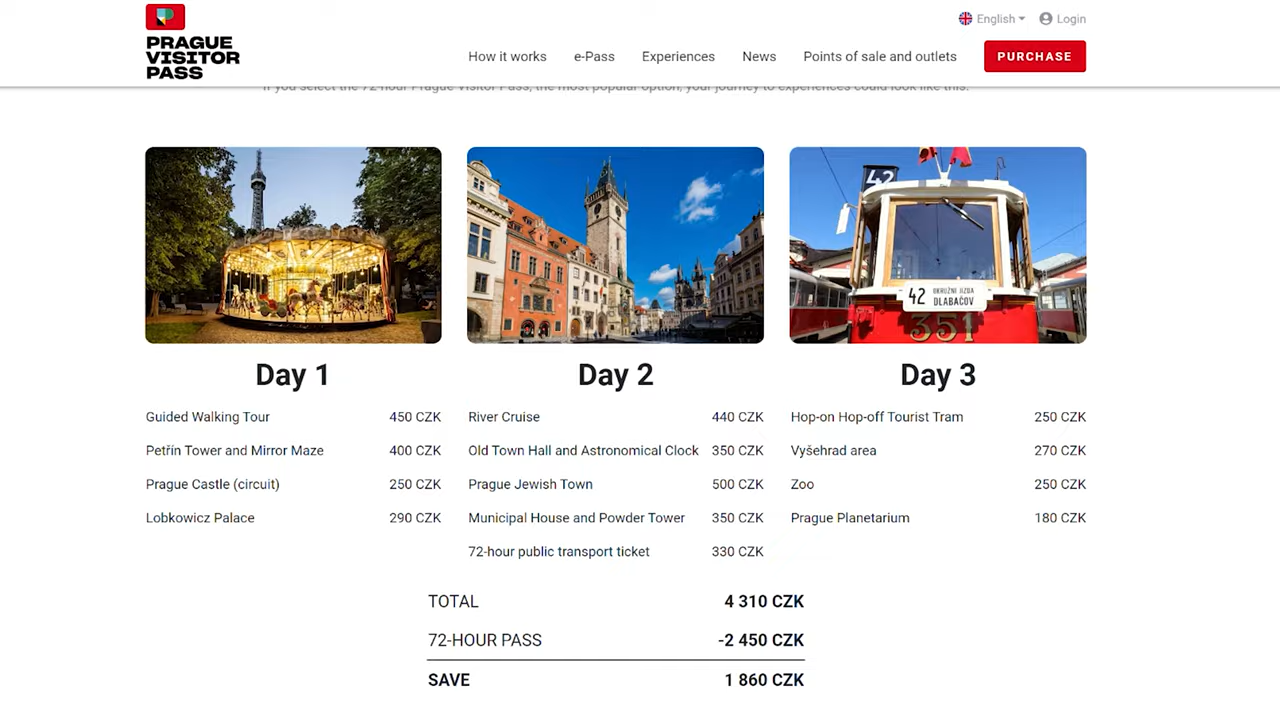 English
Login
PRAGUE
VISITOR
PASS
How it works e-Pass Experiences News Points of sale and outlets PURCHASE
If you select the 72-hour Prague Visitor Pass, the most popular option, your journey to experiences could look like this:
42
42 OKRUŽNÍ JÍZDA
DLABAČOV
351
Day 1
Guided Walking Tour 450 CZK
Petřín Tower and Mirror Maze 400 CZK
Prague Castle (circuit) 250 CZK
Lobkowicz Palace 290 CZK
Day 2
River Cruise 440 CZK
Old Town Hall and Astronomical Clock 350 CZK
Prague Jewish Town 500 CZK
Municipal House and Powder Tower 350 CZK
72-hour public transport ticket 330 CZK
Day 3
Hop-on Hop-off Tourist Tram 250 CZK
Vyšehrad area 270 CZK
Zoo 250 CZK
Prague Planetarium 180 CZK
TOTAL 4 310 CZK
72-HOUR PASS -2 450 CZK
SAVE 1 860 CZK